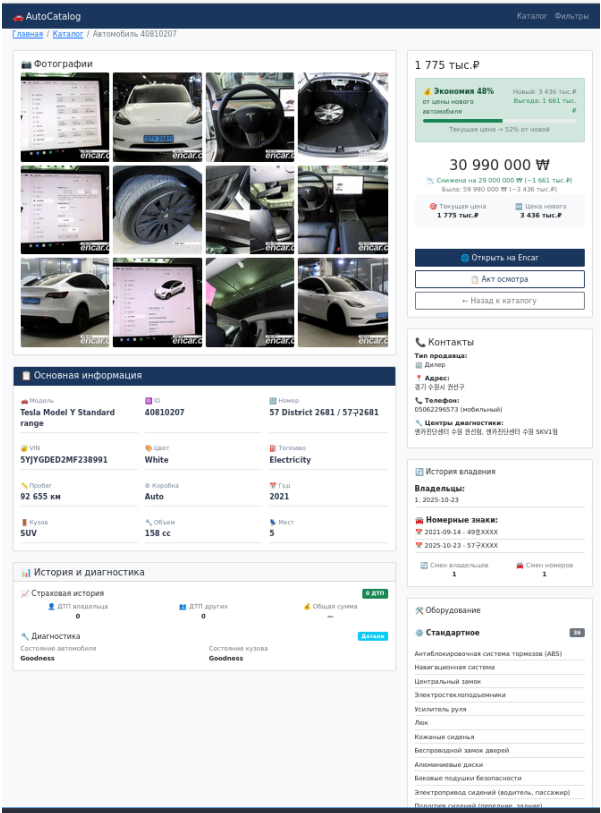 AutoCatalog
Каталог Фильтры
Главная / Каталог / Автомобиль 40810207
Фотографии
encar.c
encar.c
encar.c
encar.c
encar.c
encar.c
encar.c
Основная информация
Модель
Tesla Model Y Standard range
ID
40810207
Номер
57 District 2681 / 57구2681
VIN
5YJYGDED2MF238991
Цвет
White
Топливо
Electricity
Пробег
92 655 км
Коробка
Auto
Год
2021
Кузов
SUV
Объем
158 cc
Мест
5
История и диагностика
Страховая история
0 ДТП
ДТП владельца
0
ДТП других
0
Общая сумма
—
Диагностика
Детали
Состояние автомобиля
Goodness
Состояние кузова
Goodness
1 775 тыс.₽
Экономия 48%
от цены нового автомобиля
Новый: 3 436 тыс.₽
Выгода: 1 661 тыс.₽
Текущая цена → 52% от новой
30 990 000 ₩
Снижена на 29 000 000 ₩ (~1 661 тыс.₽)
Была: 59 990 000 ₩ (~3 436 тыс.₽)
Текущая цена
1 775 тыс.₽
Цена нового
3 436 тыс.₽
Открыть на Encar
Акт осмотра
← Назад к каталогу
Контакты
Тип продавца:
Дилер
Адрес:
경기 수원시 권선구
Телефон:
05062296573 (мобильный)
Центры диагностики:
엔카진단센터 수원 권선점, 엔카진단센터 수원 SKV1점
История владения
Владельцы:
1. 2025-10-23
Номерные знаки:
2021-09-14 - 49호XXXX
2025-10-23 - 57구XXXX
Смен владельцев
1
Смен номеров
1
Оборудование
Стандартное
36
Антиблокировочная система тормозов (ABS)
Навигационная система
Центральный замок
Электростеклоподъемники
Усилитель руля
Люк
Кожаные сиденья
Беспроводной замок дверей
Алюминиевые диски
Боковые подушки безопасности
Электропривод сидений (водитель, пассажир)
Подогрев сидений (передние, задние)